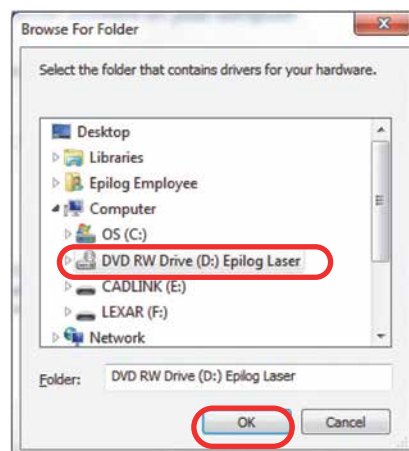 Browse For Folder
Select the folder that contains drivers for your hardware.
Desktop
Libraries
Epilog Employee
Computer
OS (C:)
DVD RW Drive (D:) Epilog Laser
CADLINK (E:)
LEXAR (F:)
Network
Folder: DVD RW Drive (D:) Epilog Laser
OK Cancel